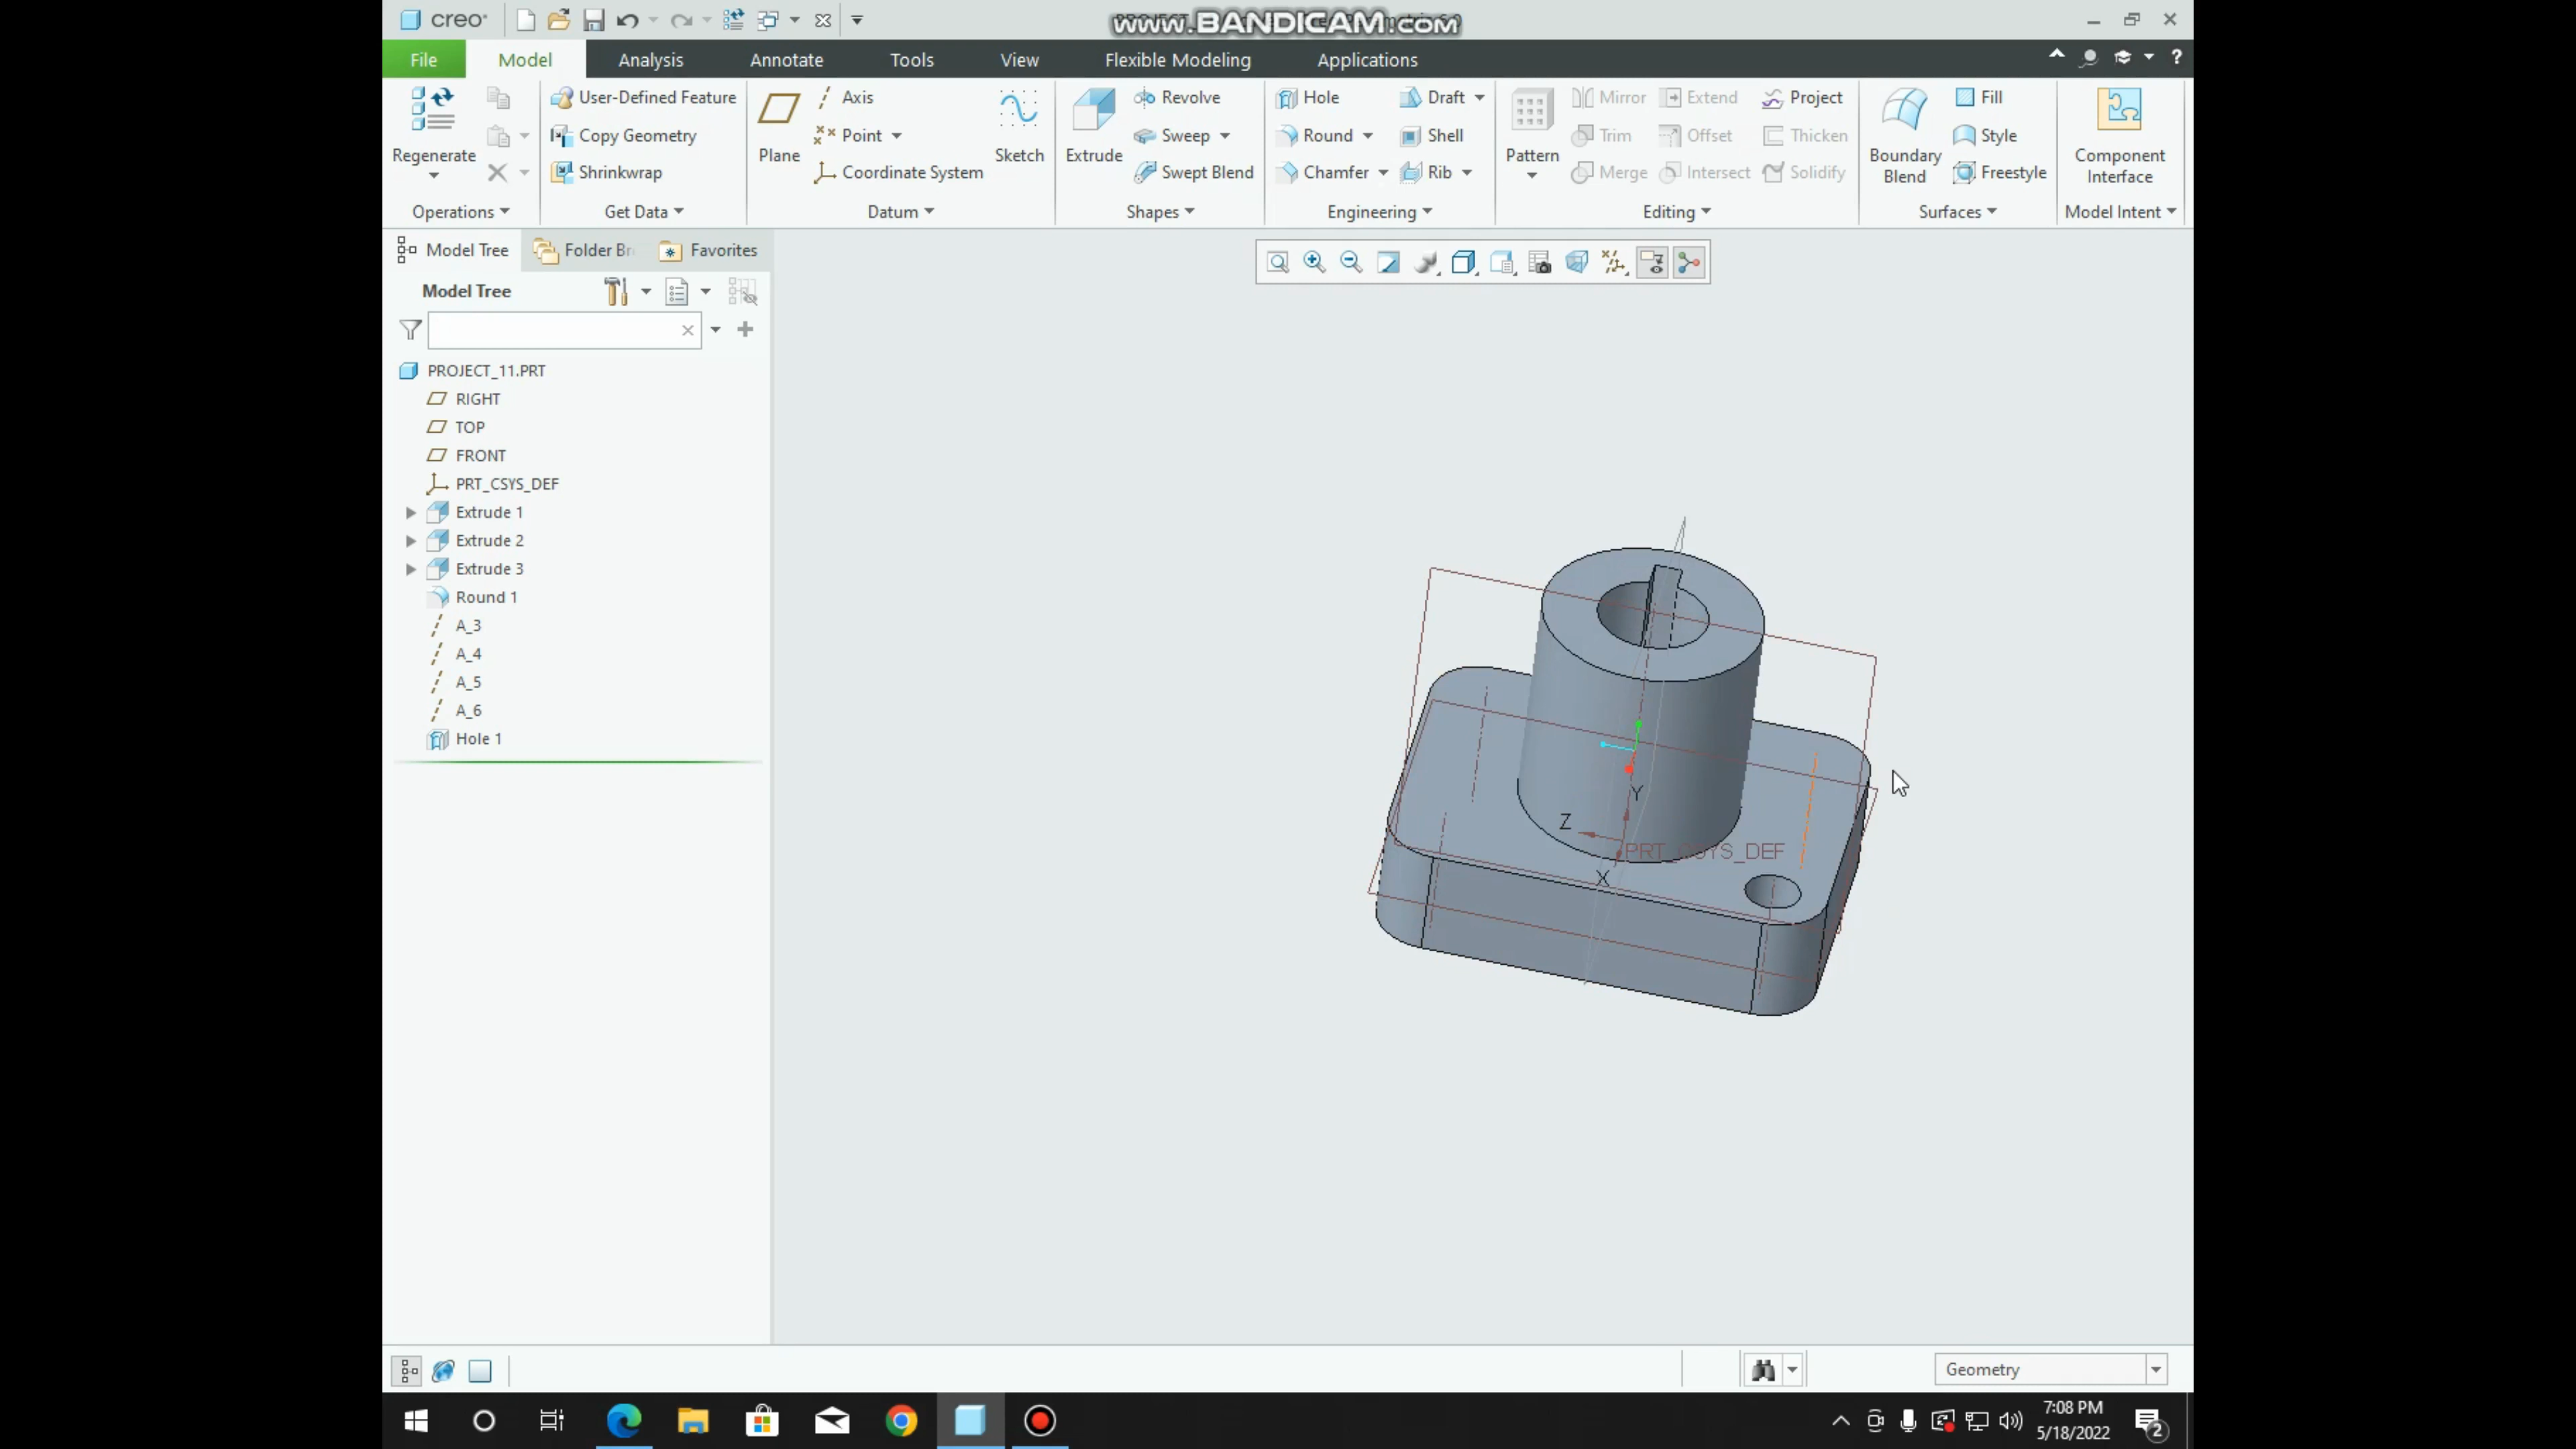 creo
www.BANDICAM.com
File Model Analysis Annotate Tools View Flexible Modeling Applications
Regenerate
Operations
User-Defined Feature
Copy Geometry
Shrinkwrap
Get Data
Plane
Axis
Point
Coordinate System
Sketch
Datum
Extrude
Revolve
Sweep
Swept Blend
Shapes
Hole
Draft
Round
Shell
Chamfer
Rib
Engineering
Pattern
Mirror
Extend
Project
Trim
Offset
Thicken
Merge
Intersect
Solidify
Editing
Boundary
Blend
Fill
Style
Freestyle
Surfaces
Component
Interface
Model Intent
Model Tree
Folder Br
Favorites
Model Tree
PROJECT_11.PRT
RIGHT
TOP
FRONT
PRT_CSYS_DEF
Extrude 1
Extrude 2
Extrude 3
Round 1
A_3
A_4
A_5
A_6
Hole 1
Y
Z
PRT_CSYS_DEF
X
Geometry
7:08 PM
5/18/2022
2